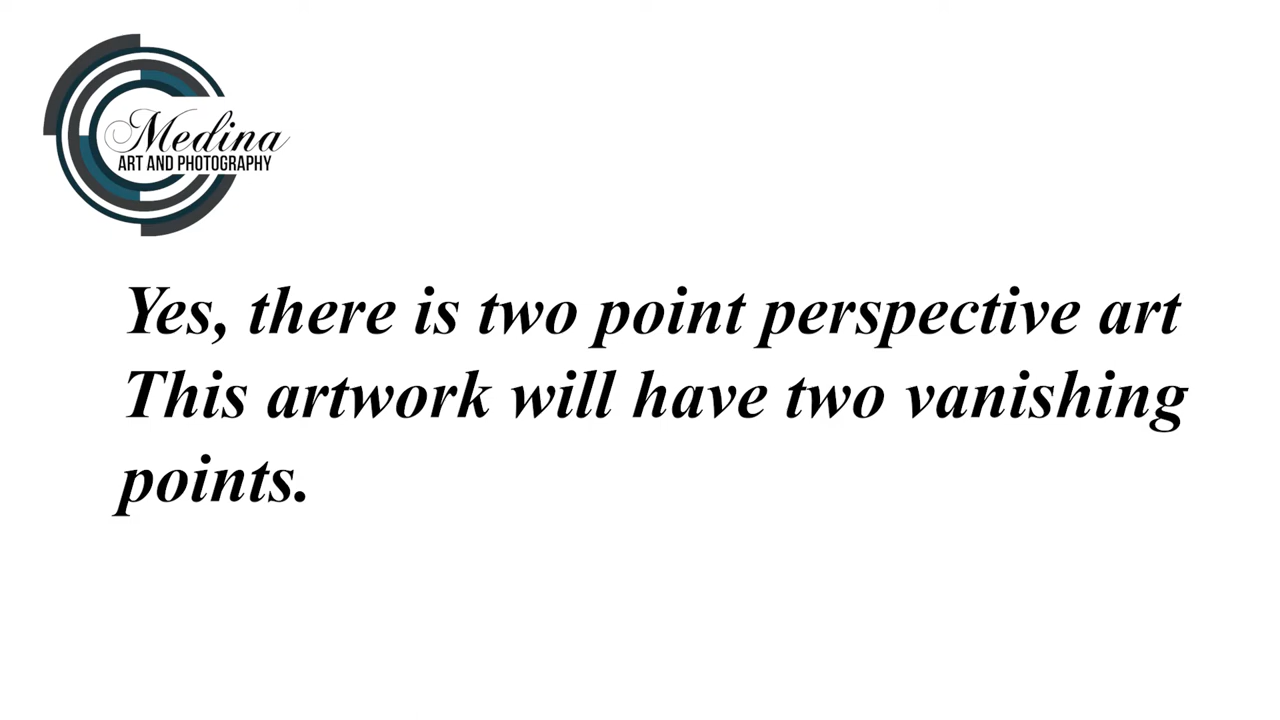 Medina
ART AND PHOTOGRAPHY
Yes, there is two point perspective art
This artwork will have two vanishing
points.